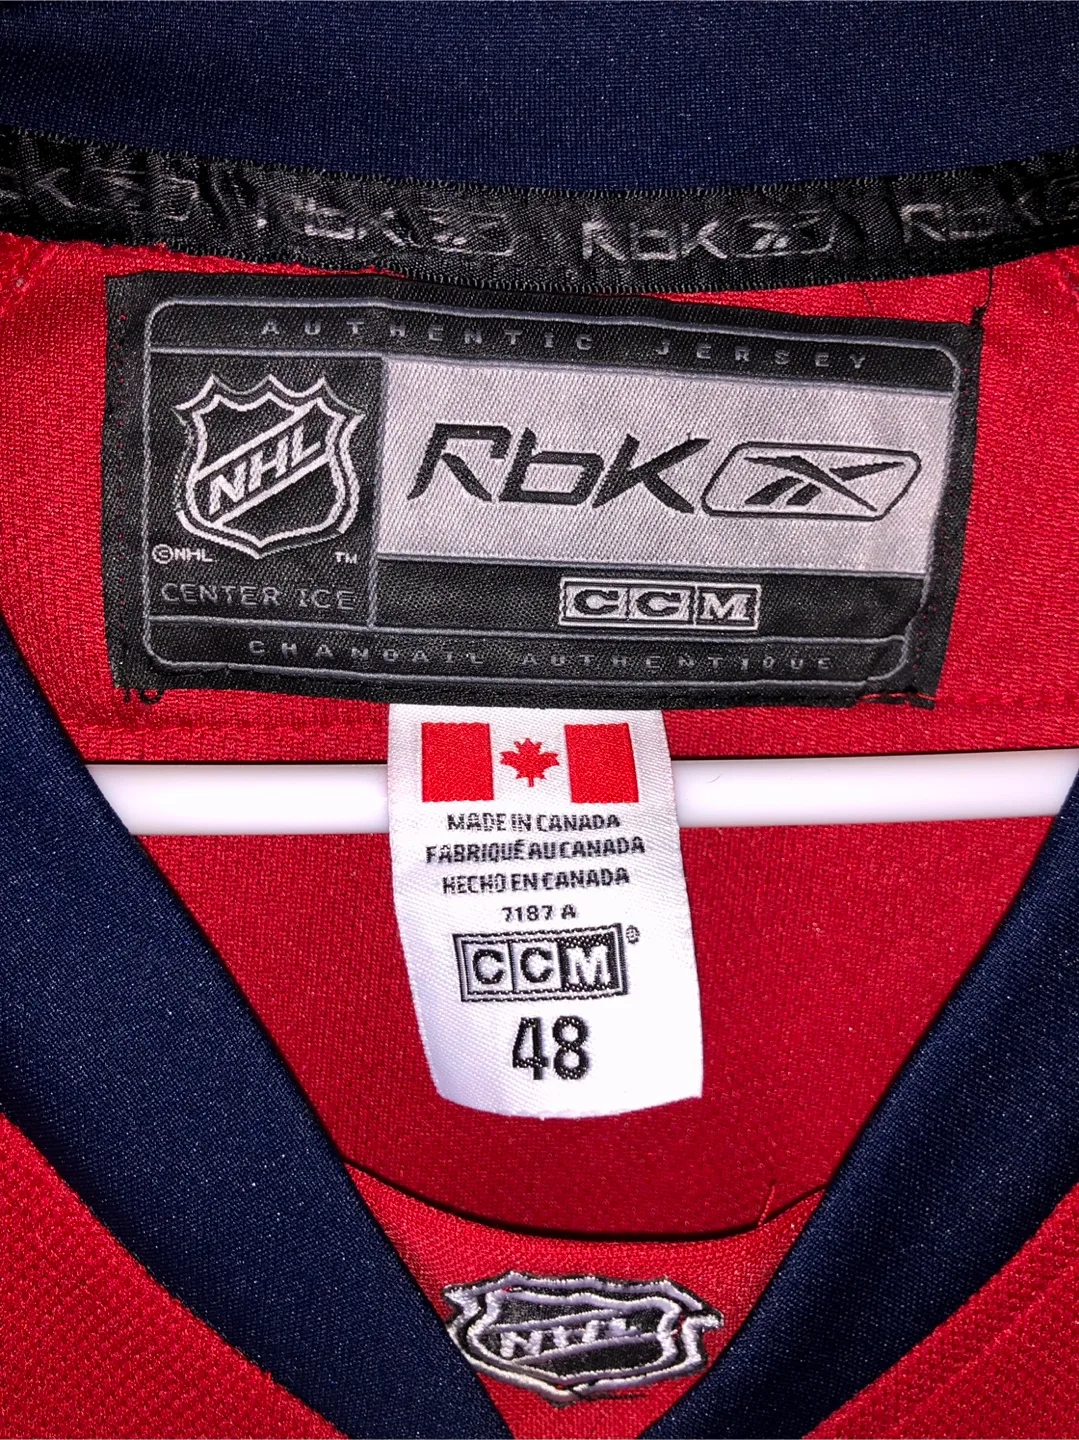 RbK RbK RbK
AUTHENTIC JERSEY
NHL
RbK
©NHL TM
CENTER ICE
CCM
CHANDAIL AUTHENTIQUE
MADE IN CANADA
FABRIQUÉ AU CANADA
HECHO EN CANADA
7187 A
CCM®
48
NHL